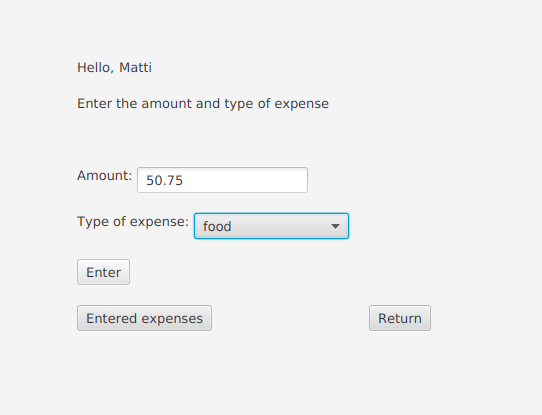 Hello, Matti
Enter the amount and type of expense
Amount: 50.75
Type of expense: food
Enter
Entered expenses Return